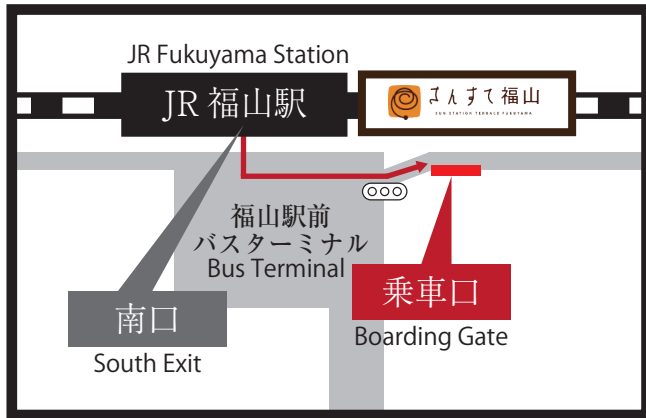 JR Fukuyama Station
JR 福山駅
さんすて福山
SUN STATION TERRACE FUKUYAMA
福山駅前
バスターミナル
Bus Terminal
南口
South Exit
乗車口
Boarding Gate